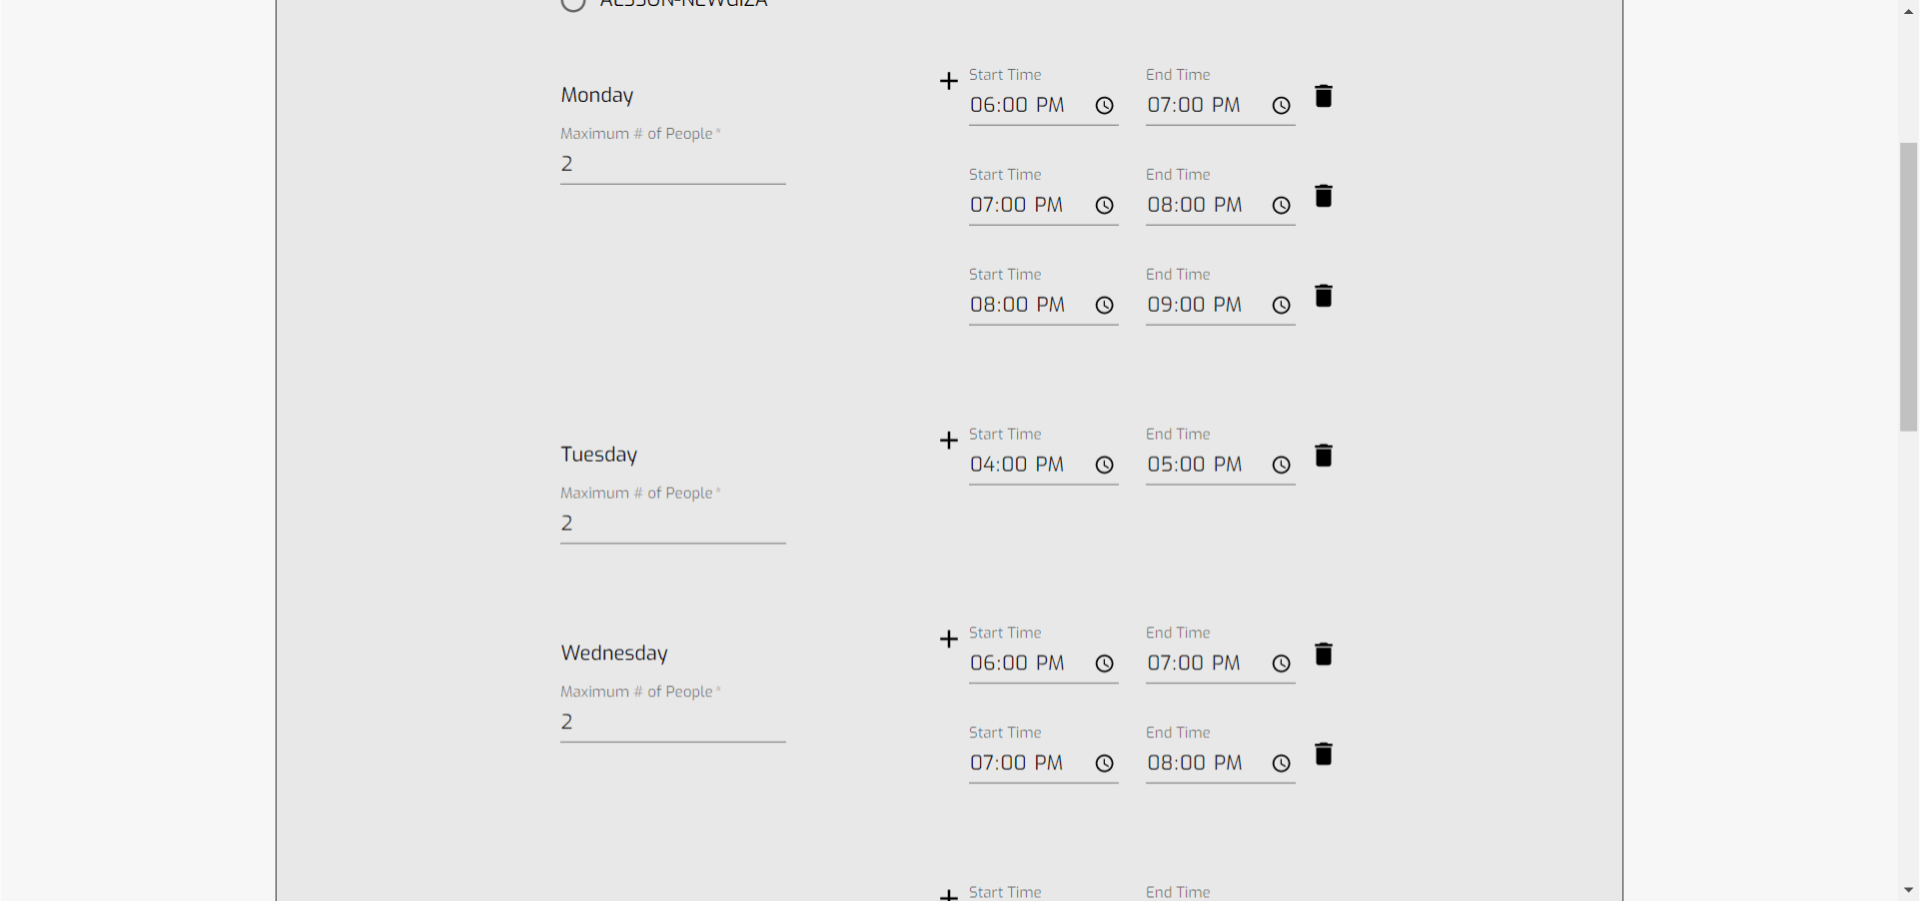 Monday
Maximum # of People *
2
+ Start Time End Time
06:00 PM 07:00 PM
Start Time End Time
07:00 PM 08:00 PM
Start Time End Time
08:00 PM 09:00 PM
Tuesday
Maximum # of People *
2
+ Start Time End Time
04:00 PM 05:00 PM
Wednesday
Maximum # of People *
2
+ Start Time End Time
06:00 PM 07:00 PM
Start Time End Time
07:00 PM 08:00 PM
+ Start Time End Time